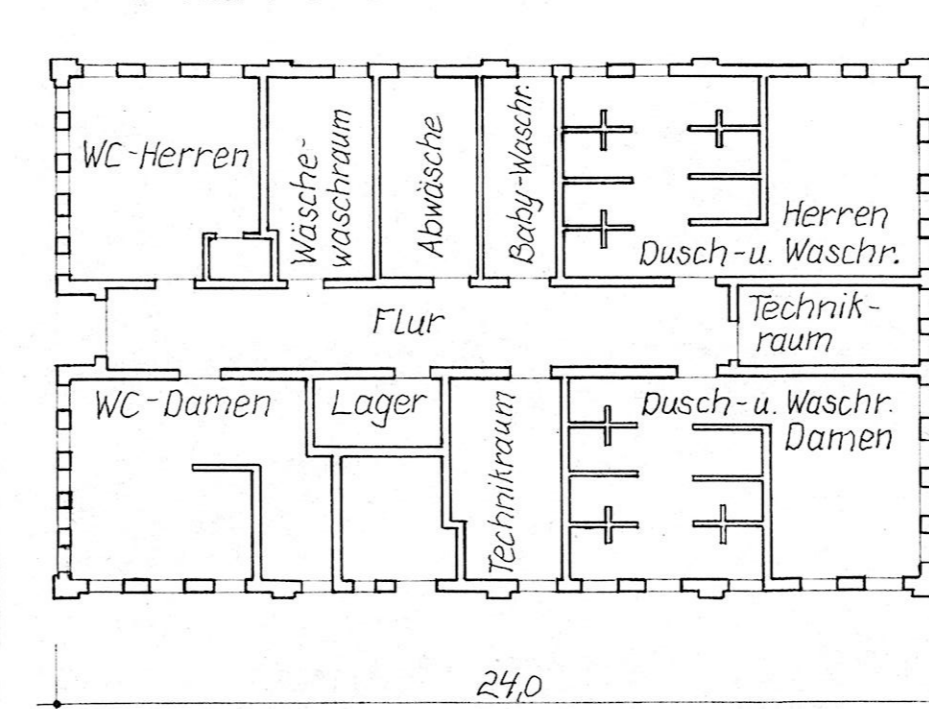 WC-Herren
Wäsche-
waschraum
Abwäsche
Baby-Waschr.
Herren
Dusch-u. Waschr.
Flur
Technik-
raum
WC-Damen
Lager
Technikraum
Dusch-u. Waschr.
Damen
24,0